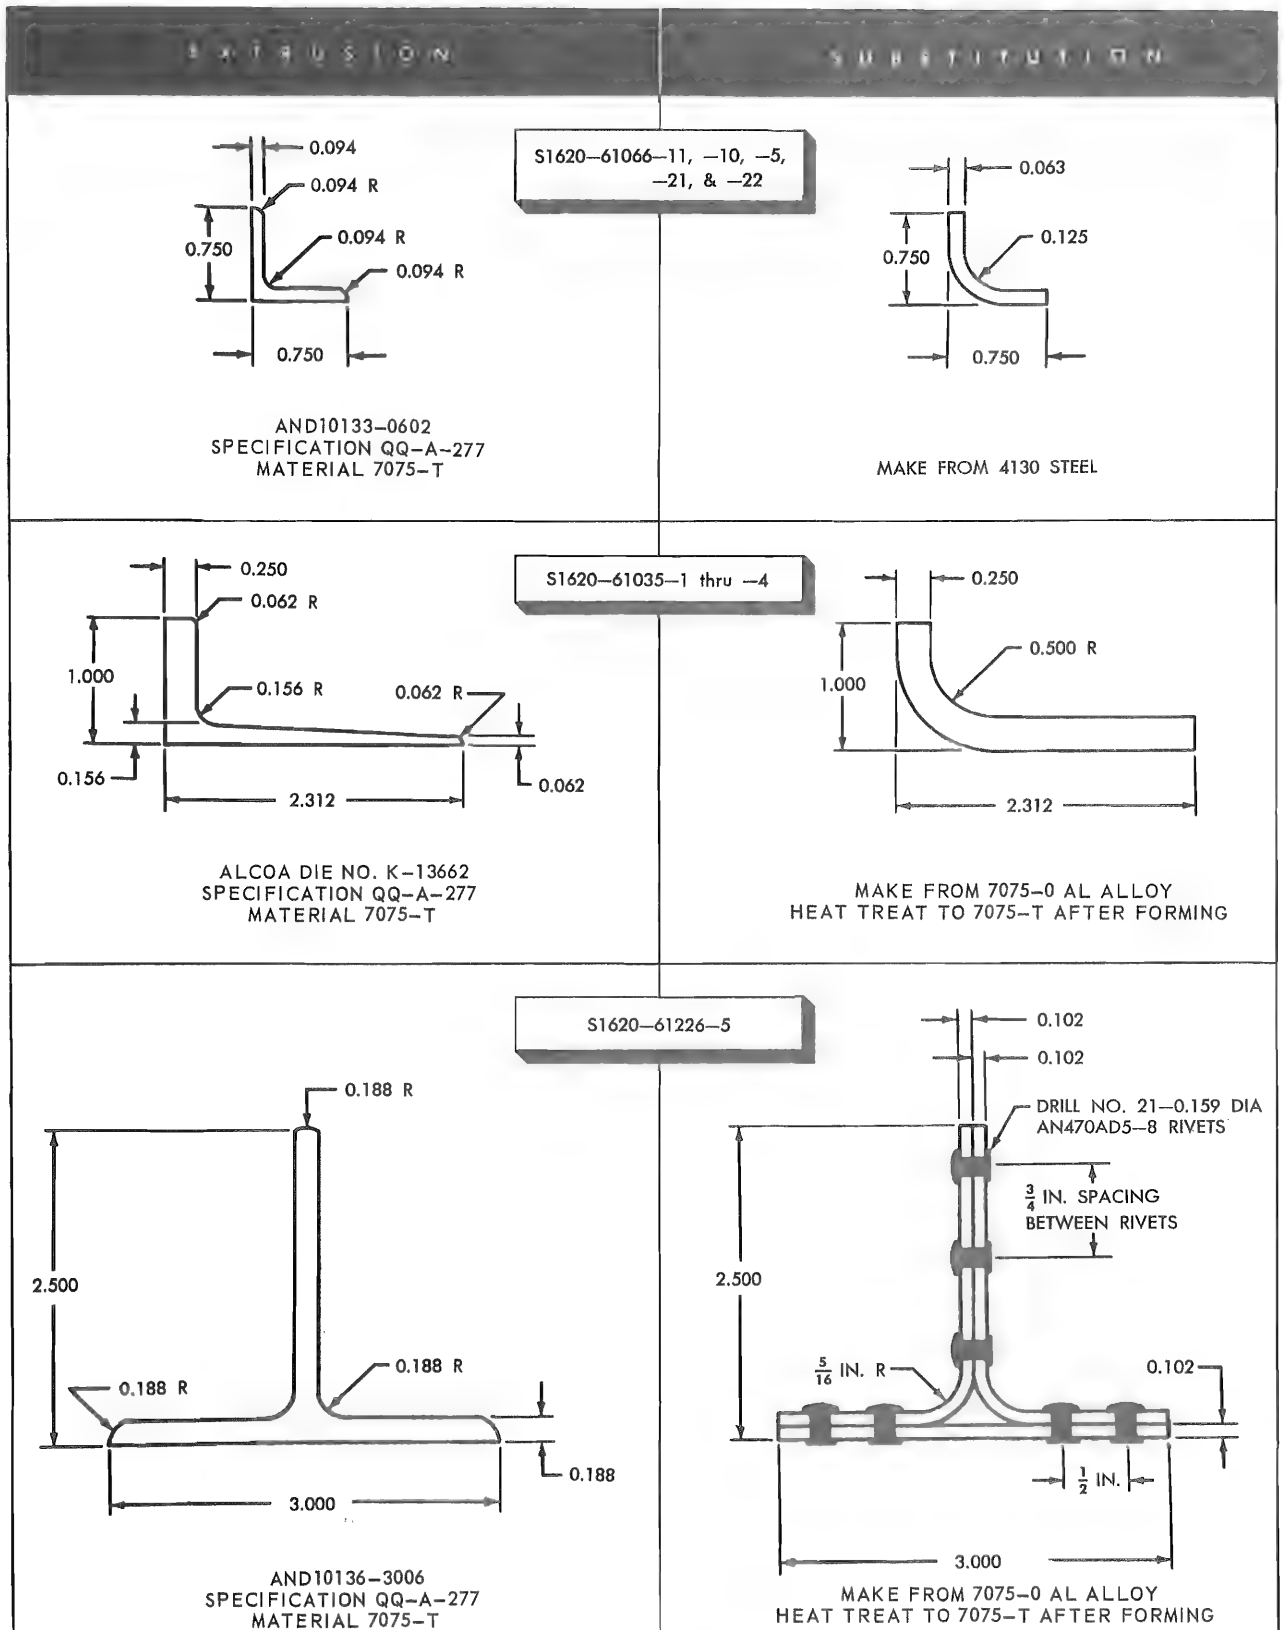 EXTRUSION
SUBSTITUTION
S1620-61066-11, -10, -5,
-21, & -22
0.094
0.094 R
0.094 R
0.094 R
0.750
0.750
AND10133-0602
SPECIFICATION QQ-A-277
MATERIAL 7075-T
0.063
0.125
0.750
0.750
MAKE FROM 4130 STEEL
S1620-61035-1 thru -4
0.250
0.062 R
1.000
0.156 R
0.062 R
0.156
0.062
2.312
ALCOA DIE NO. K-13662
SPECIFICATION QQ-A-277
MATERIAL 7075-T
0.250
0.500 R
1.000
2.312
MAKE FROM 7075-0 AL ALLOY
HEAT TREAT TO 7075-T AFTER FORMING
S1620-61226-5
0.188 R
2.500
0.188 R
0.188 R
0.188
3.000
AND10136-3006
SPECIFICATION QQ-A-277
MATERIAL 7075-T
0.102
0.102
DRILL NO. 21-0.159 DIA
AN470AD5-8 RIVETS
3/4 IN. SPACING
BETWEEN RIVETS
2.500
5/16 IN. R
0.102
1/2 IN.
3.000
MAKE FROM 7075-0 AL ALLOY
HEAT TREAT TO 7075-T AFTER FORMING